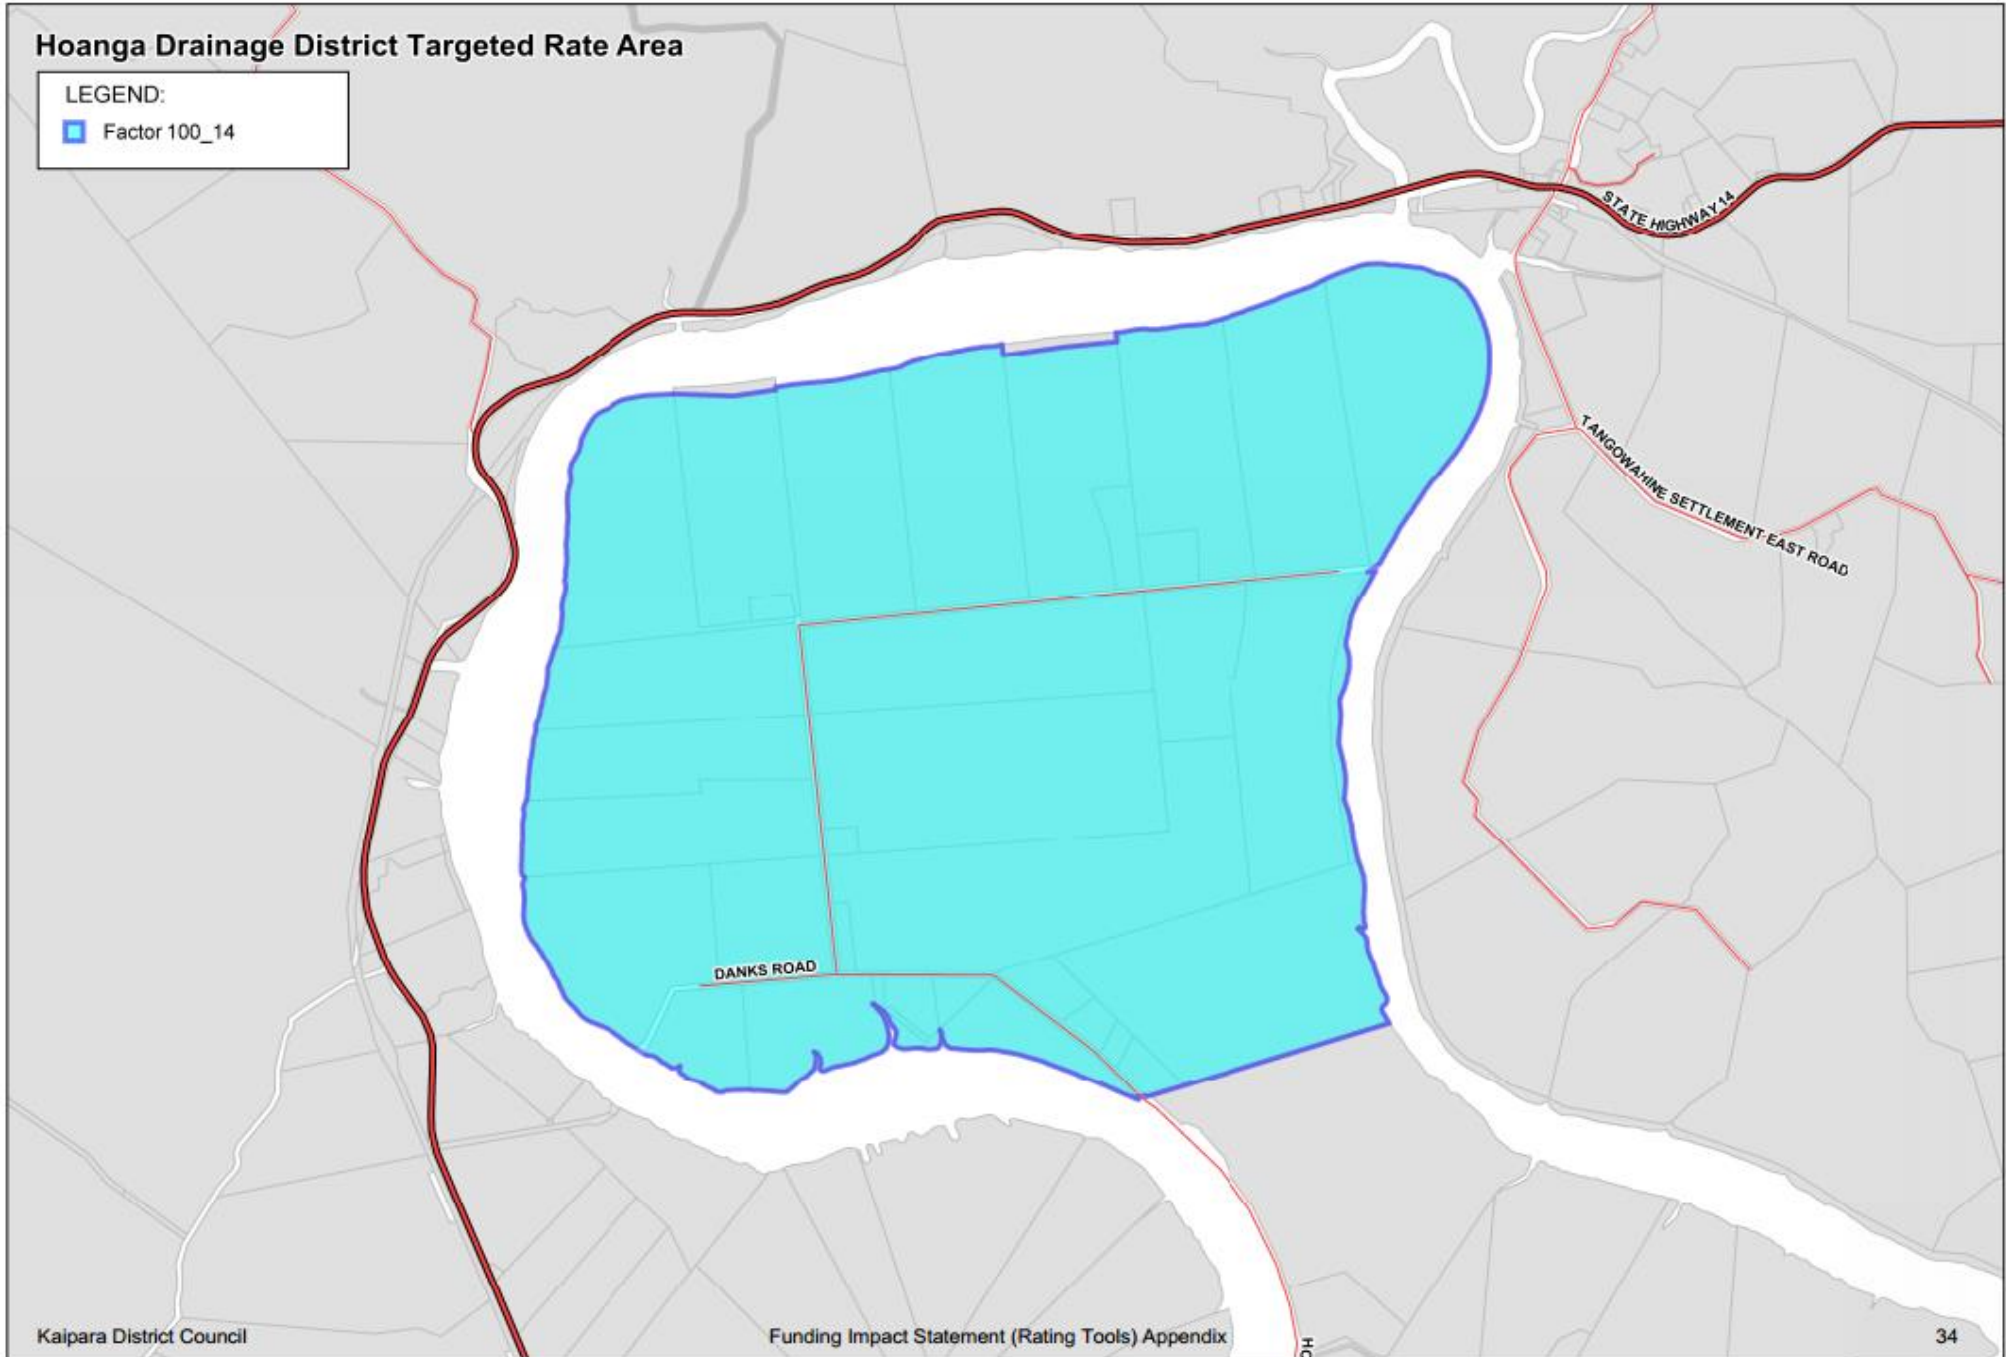 Hoanga Drainage District Targeted Rate Area
LEGEND:
Factor 100_14
STATE HIGHWAY 14
TANGOWAHINE SETTLEMENT EAST ROAD
DANKS ROAD
HO
Kaipara District Council
Funding Impact Statement (Rating Tools) Appendix
34